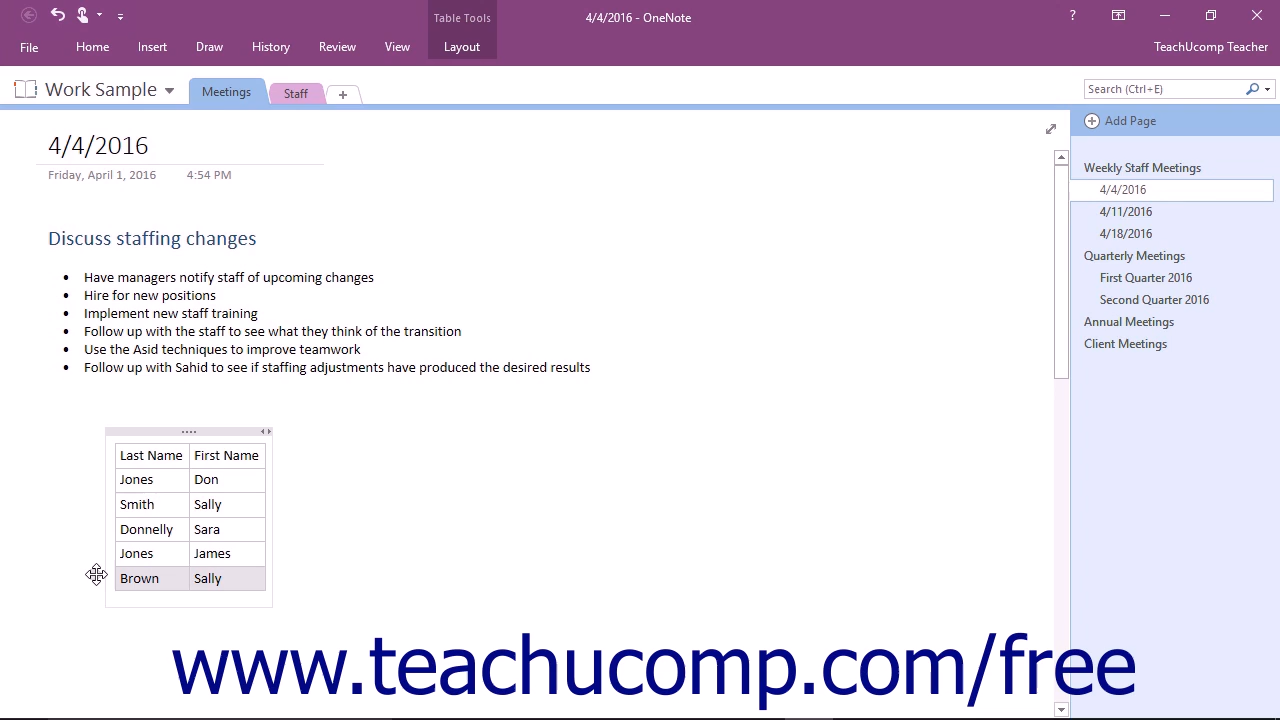 Table Tools
4/4/2016 - OneNote
?
File Home Insert Draw History Review View Layout
TeachUcomp Teacher
Work Sample
Meetings
Staff
+
Search (Ctrl+E)
Add Page
4/4/2016
Friday, April 1, 2016 4:54 PM
Discuss staffing changes
• Have managers notify staff of upcoming changes
• Hire for new positions
• Implement new staff training
• Follow up with the staff to see what they think of the transition
• Use the Asid techniques to improve teamwork
• Follow up with Sahid to see if staffing adjustments have produced the desired results
Last Name First Name
Jones Don
Smith Sally
Donnelly Sara
Jones James
Brown Sally
Weekly Staff Meetings
4/4/2016
4/11/2016
4/18/2016
Quarterly Meetings
First Quarter 2016
Second Quarter 2016
Annual Meetings
Client Meetings
www.teachucomp.com/free